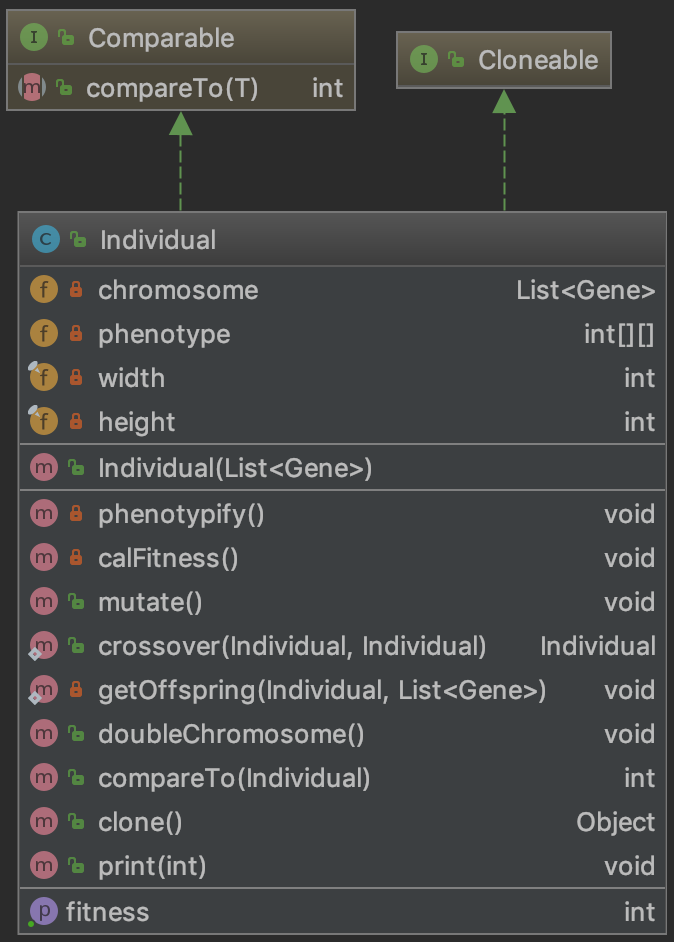 I Comparable
m compareTo(T) int
I Cloneable
C Individual
f chromosome List<Gene>
f phenotype int[][]
f width int
f height int
m Individual(List<Gene>)
m phenotypify() void
m calFitness() void
m mutate() void
m crossover(Individual, Individual) Individual
m getOffspring(Individual, List<Gene>) void
m doubleChromosome() void
m compareTo(Individual) int
m clone() Object
m print(int) void
p fitness int